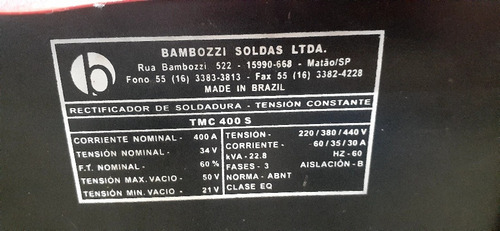 BAMBOZZI SOLDAS LTDA.
Rua Bambozzi 522 - 15990-668 - Matão/SP
Fono 55 (16) 3383-3813 - Fax 55 (16) 3382-4228
MADE IN BRAZIL
RECTIFICADOR DE SOLDADURA - TENSIÓN CONSTANTE
TMC 400 S
CORRIENTE NOMINAL - 400 A
TENSIÓN NOMINAL - 34 V
F.T. NOMINAL - 60 %
TENSIÓN MAX. VACIO - 50 V
TENSIÓN MIN. VACIO - 21 V
TENSIÓN - 220 / 380 / 440 V
CORRIENTE - 60 / 35 / 30 A
kVA - 22.8 HZ - 60
FASES - 3 AISLACIÓN - B
NORMA - ABNT
CLASE EQ